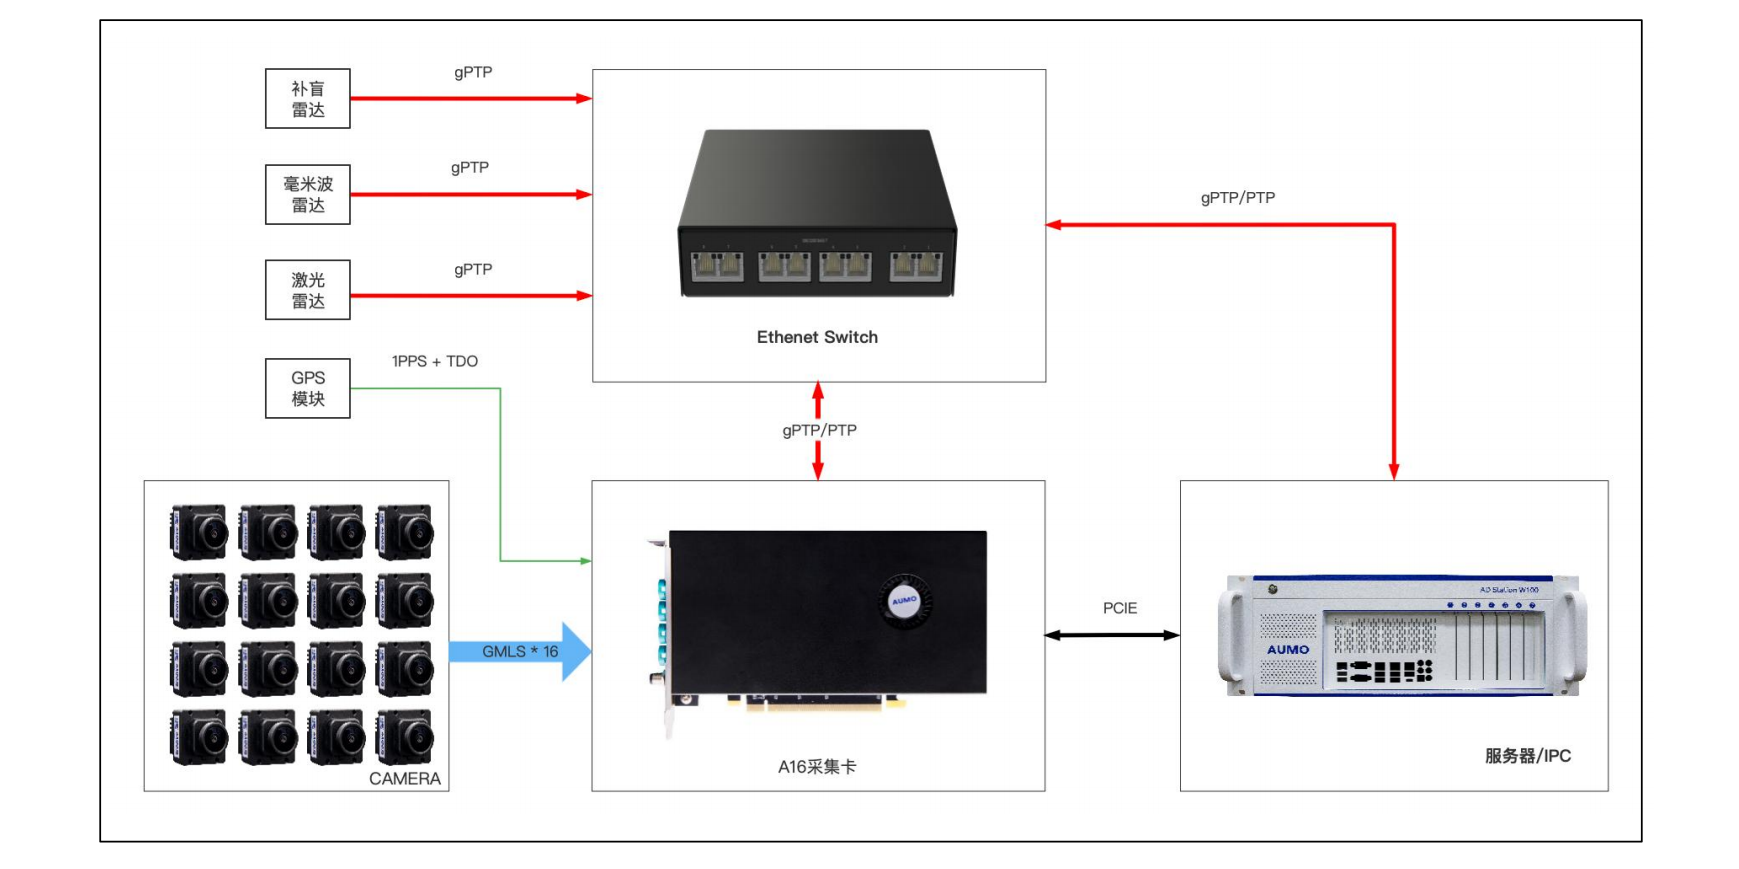 补盲
雷达
gPTP
毫米波
雷达
gPTP
激光
雷达
gPTP
GPS
模块
1PPS + TDO
Ethenet Switch
gPTP/PTP
gPTP/PTP
CAMERA
GMLS * 16
AUMO
A16采集卡
PCIE
AD Station W100
AUMO
服务器/IPC